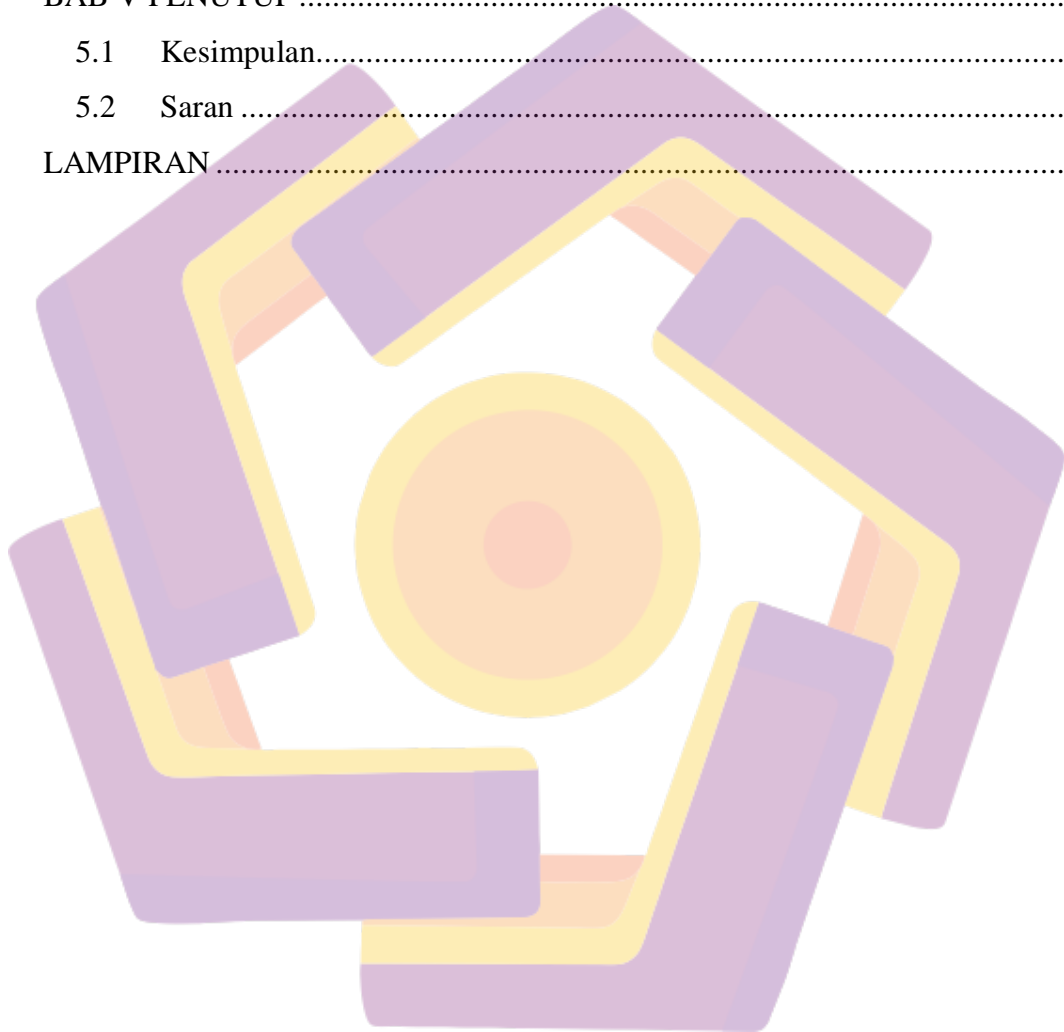 BAB V PENUTUP ........................................................................................................
5.1 Kesimpulan...............................................................................................
5.2 Saran ........................................................................................................
LAMPIRAN ...........................................................................................................